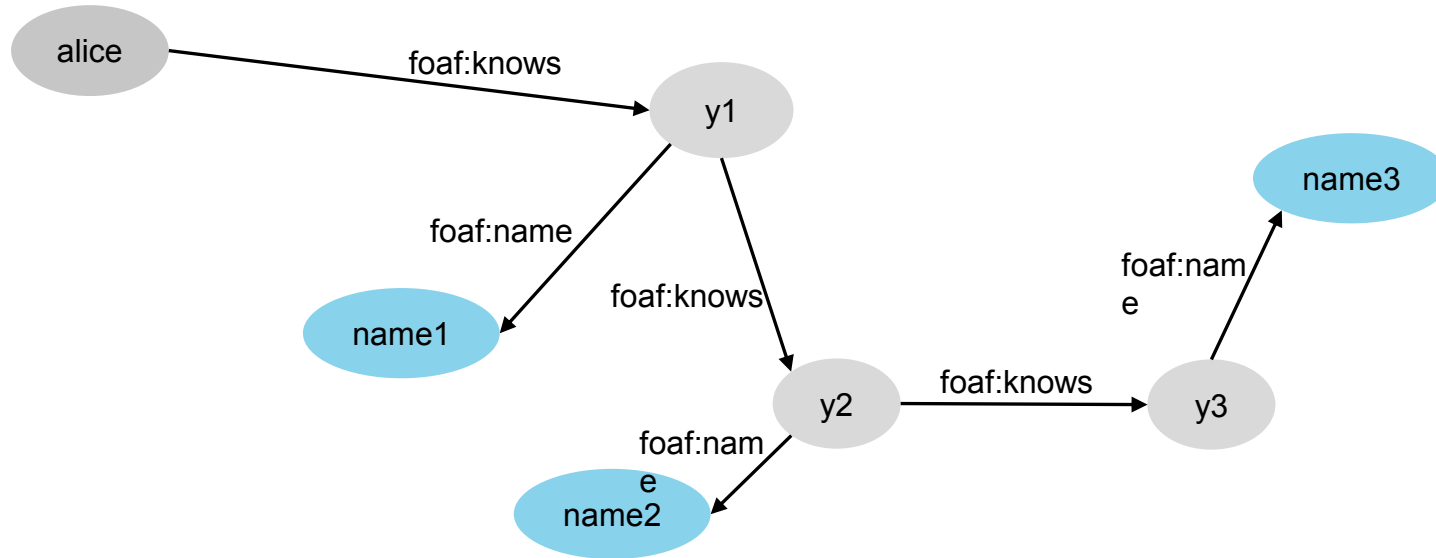 alice
foaf:knows
y1
name3
foaf:name
foaf:nam
e
foaf:knows
name1
foaf:knows
y2
y3
foaf:nam
e
name2